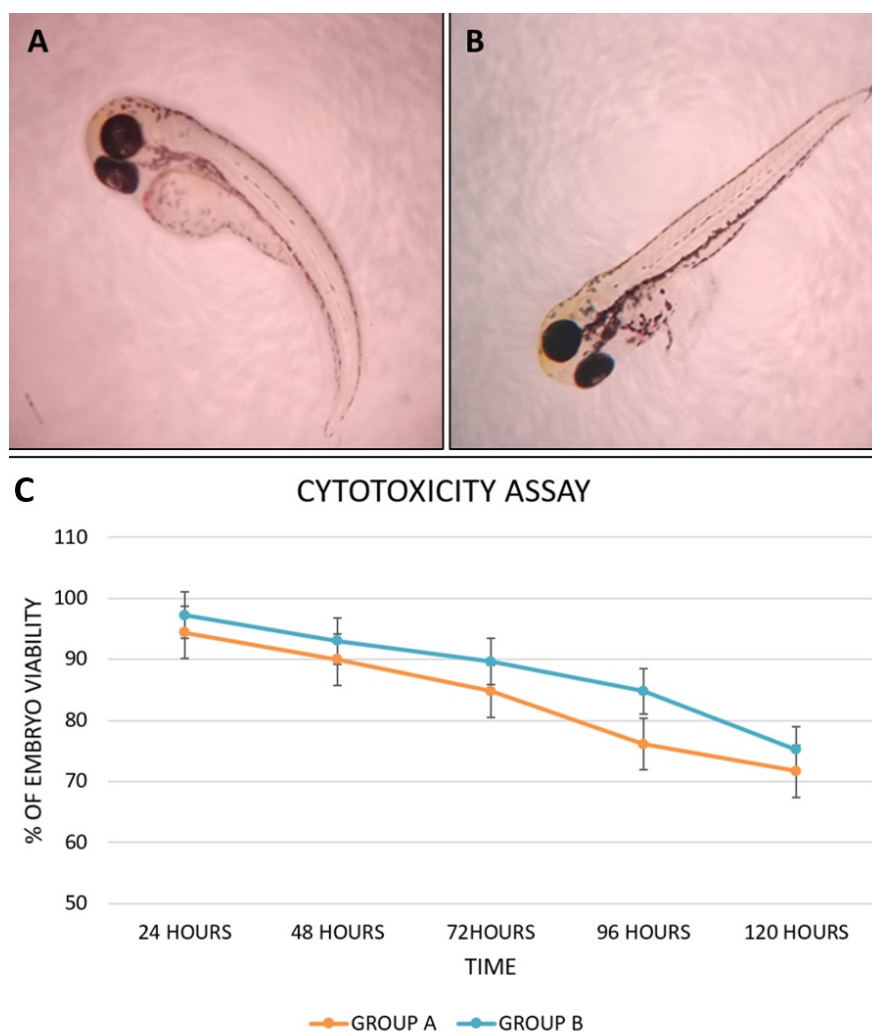 A
B
C
CYTOTOXICITY ASSAY
% OF EMBRYO VIABILITY
110
100
90
80
70
60
50
24 HOURS
48 HOURS
72HOURS
96 HOURS
120 HOURS
TIME
GROUP A
GROUP B